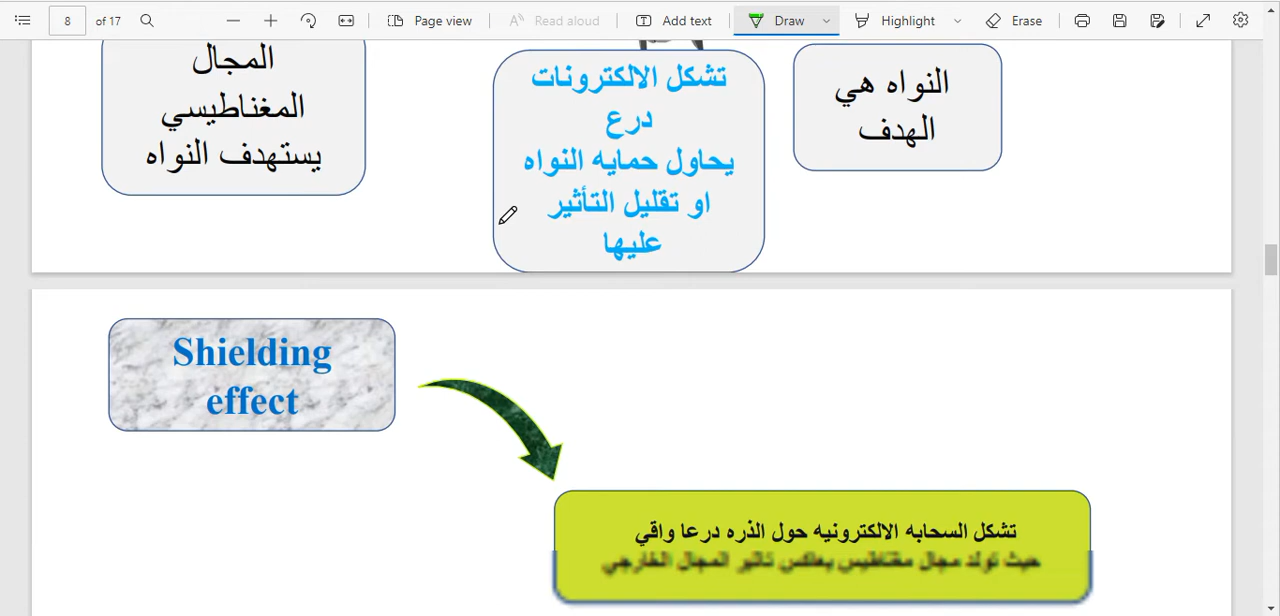 8 of 17 Page view Read aloud Add text Draw Highlight Erase
النواه هي
الهدف
تشكل الالكترونات
درع
يحاول حمايه النواه
او تقليل التأثير
عليها
المجال
المغناطيسي
يستهدف النواه
Shielding
effect
تشكل السحابه الالكترونيه حول الذره درعا واقي
حيث تولد مجال مغناطيس يعاكس تاثير المجال الخارجي